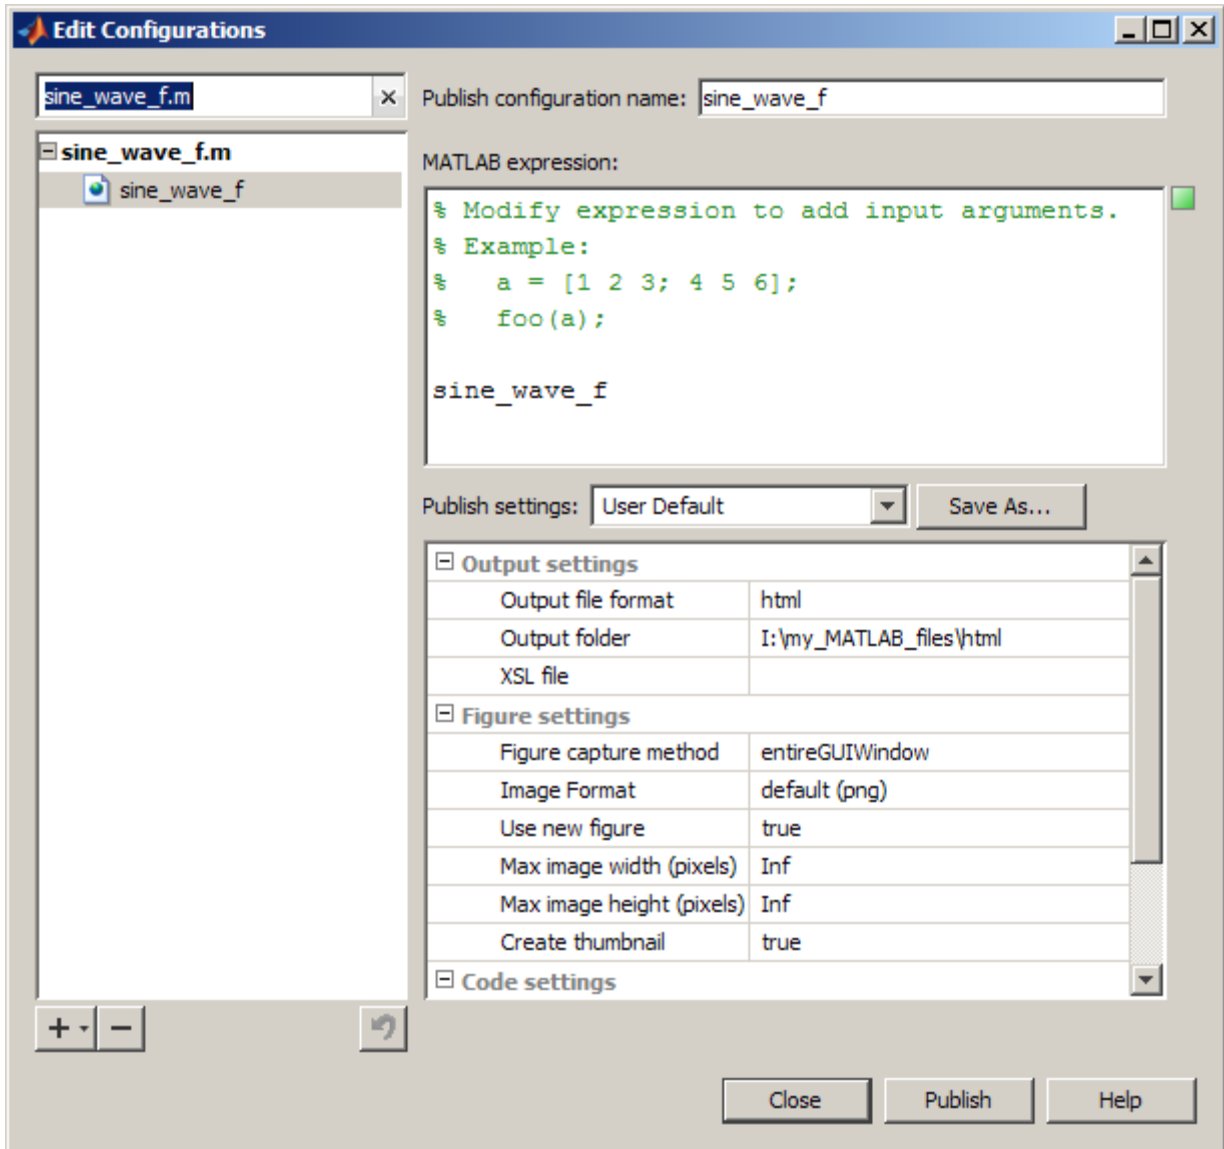 Edit Configurations
sine_wave_f.m
Publish configuration name: sine_wave_f
sine_wave_f.m
sine_wave_f
MATLAB expression:
% Modify expression to add input arguments.
% Example:
%   a = [1 2 3; 4 5 6];
%   foo(a);
sine_wave_f
Publish settings: User Default Save As...
Output settings
Output file format html
Output folder I:\my_MATLAB_files\html
XSL file
Figure settings
Figure capture method entireGUIWindow
Image Format default (png)
Use new figure true
Max image width (pixels) Inf
Max image height (pixels) Inf
Create thumbnail true
Code settings
Close Publish Help